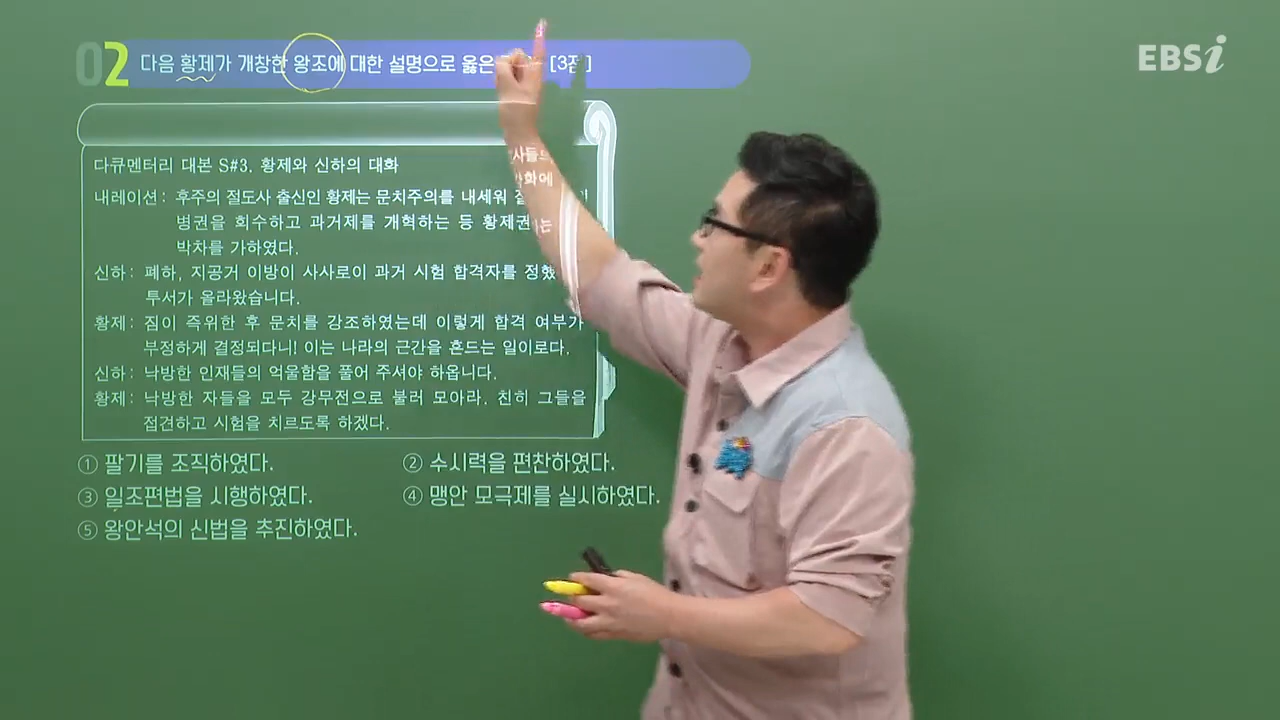 EBSi
02 다음 황제가 개창한 왕조에 대한 설명으로 옳은 [3점]
다큐멘터리 대본 S#3. 황제와 신하의 대화
내레이션: 후주의 절도사 출신인 황제는 문치주의를 내세워
병권을 회수하고 과거제를 개혁하는 등 황제권
박차를 가하였다.
신하: 폐하, 지공거 이방이 사사로이 과거 시험 합격자를 정했
투서가 올라왔습니다.
황제: 짐이 즉위한 후 문치를 강조하였는데 이렇게 합격 여부가
부정하게 결정되다니! 이는 나라의 근간을 흔드는 일이로다.
신하: 낙방한 인재들의 억울함을 풀어 주셔야 하옵니다.
황제: 낙방한 자들을 모두 강무전으로 불러 모아라. 친히 그들을
접견하고 시험을 치르도록 하겠다.
① 팔기를 조직하였다. ② 수시력을 편찬하였다.
③ 일조편법을 시행하였다. ④ 맹안 모극제를 실시하였다.
⑤ 왕안석의 신법을 추진하였다.